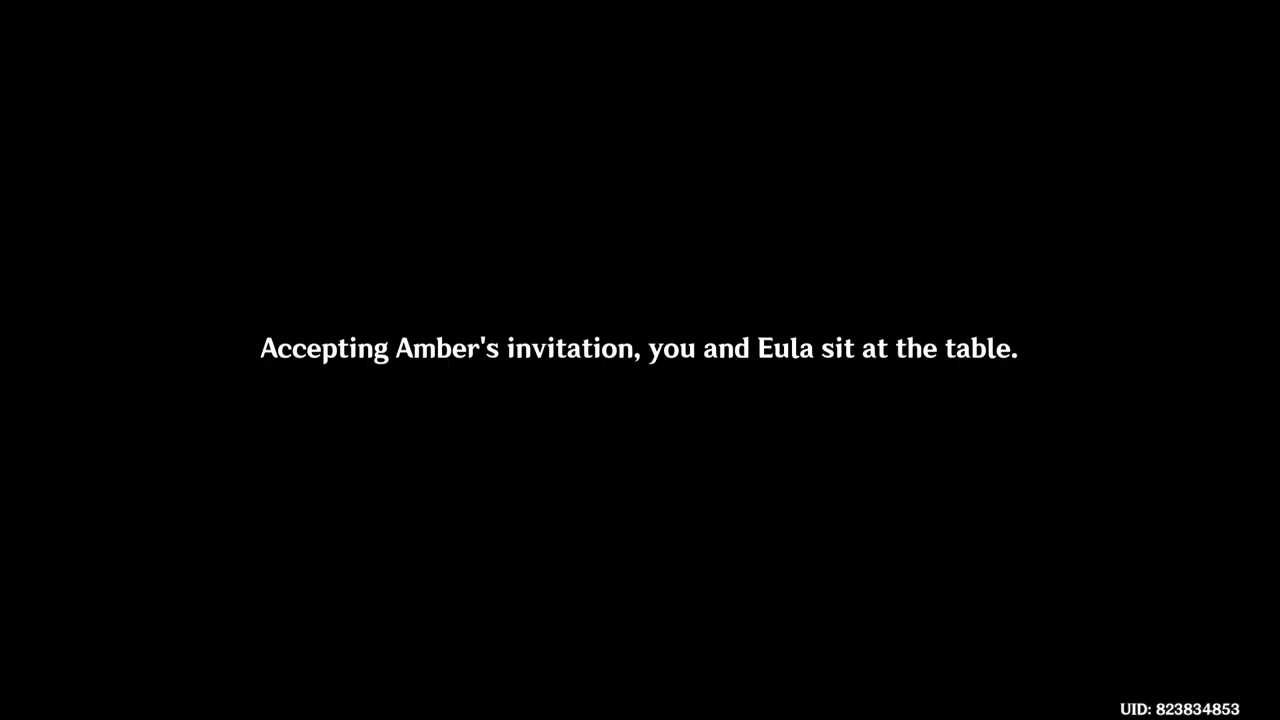 Accepting Amber's invitation, you and Eula sit at the table.
UID: 823834853